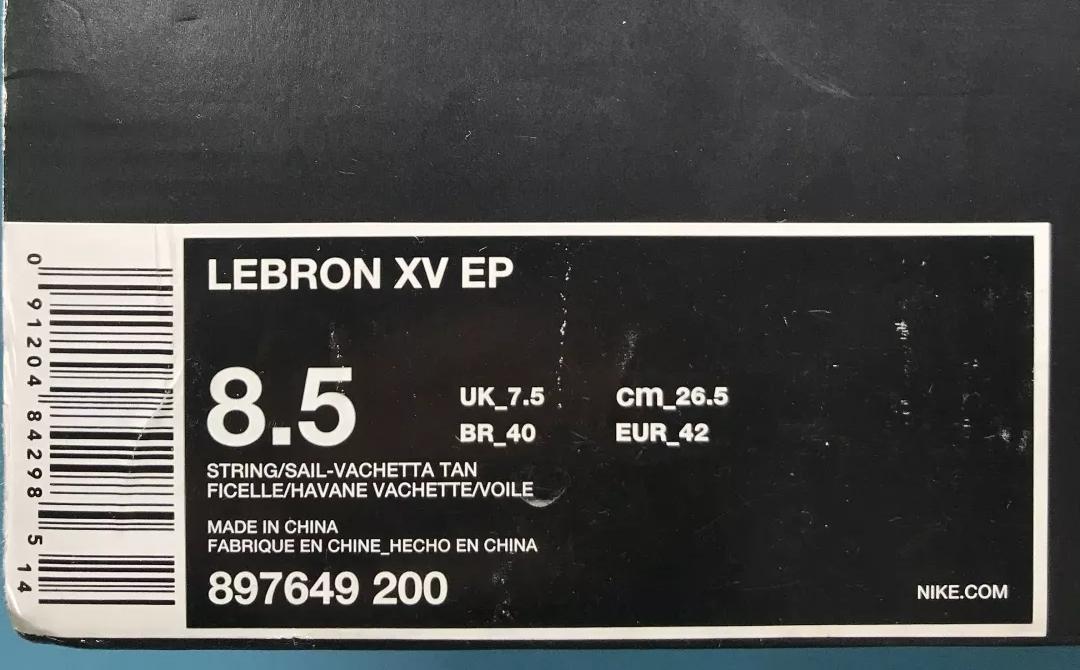 LEBRON XV EP
8.5
UK_7.5 cm_26.5
BR_40 EUR_42
STRING/SAIL-VACHETTA TAN
FICELLE/HAVANE VACHETTE/VOILE
MADE IN CHINA
FABRIQUE EN CHINE_HECHO EN CHINA
897649 200
NIKE.COM
0 91204 84298 5 14